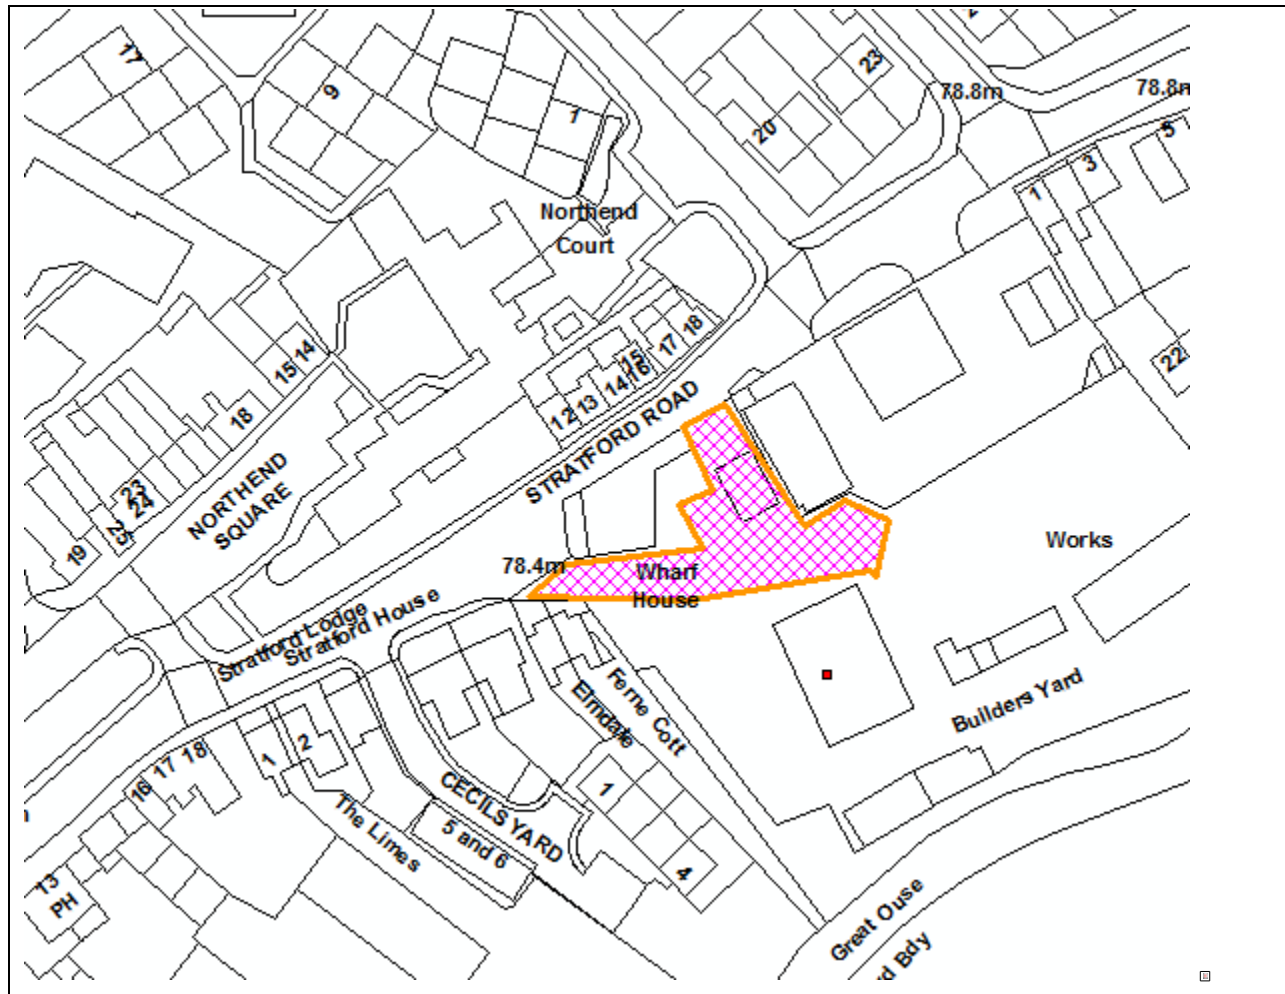 17
9
1
23
20
78.8m
78.8m
5
3
1
22
Northend
Court
15
14
18
23
24
25
19
NORTHEND
SQUARE
12
13
14
15
16
17
18
STRATFORD ROAD
78.4m
Wharf
House
Works
Stratford Lodge
Stratford House
Ferne Cott
Elmdale
Builders Yard
1
2
16
17
18
The Limes
CECILS YARD
5 and 6
1
4
13
PH
Great Ouse
rd Bdy